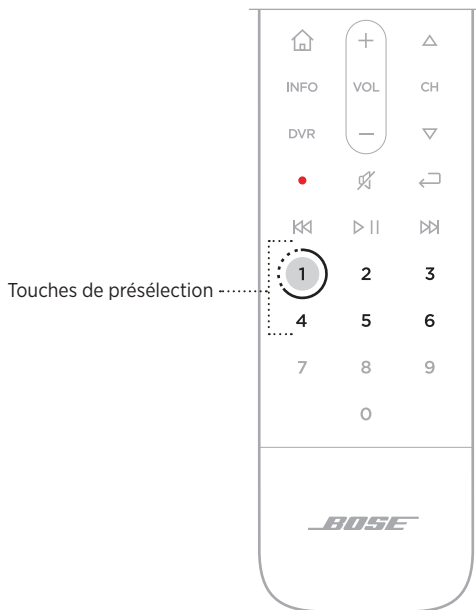 INFO VOL CH
DVR
Touches de présélection
1 2 3
4 5 6
7 8 9
0
BOSE